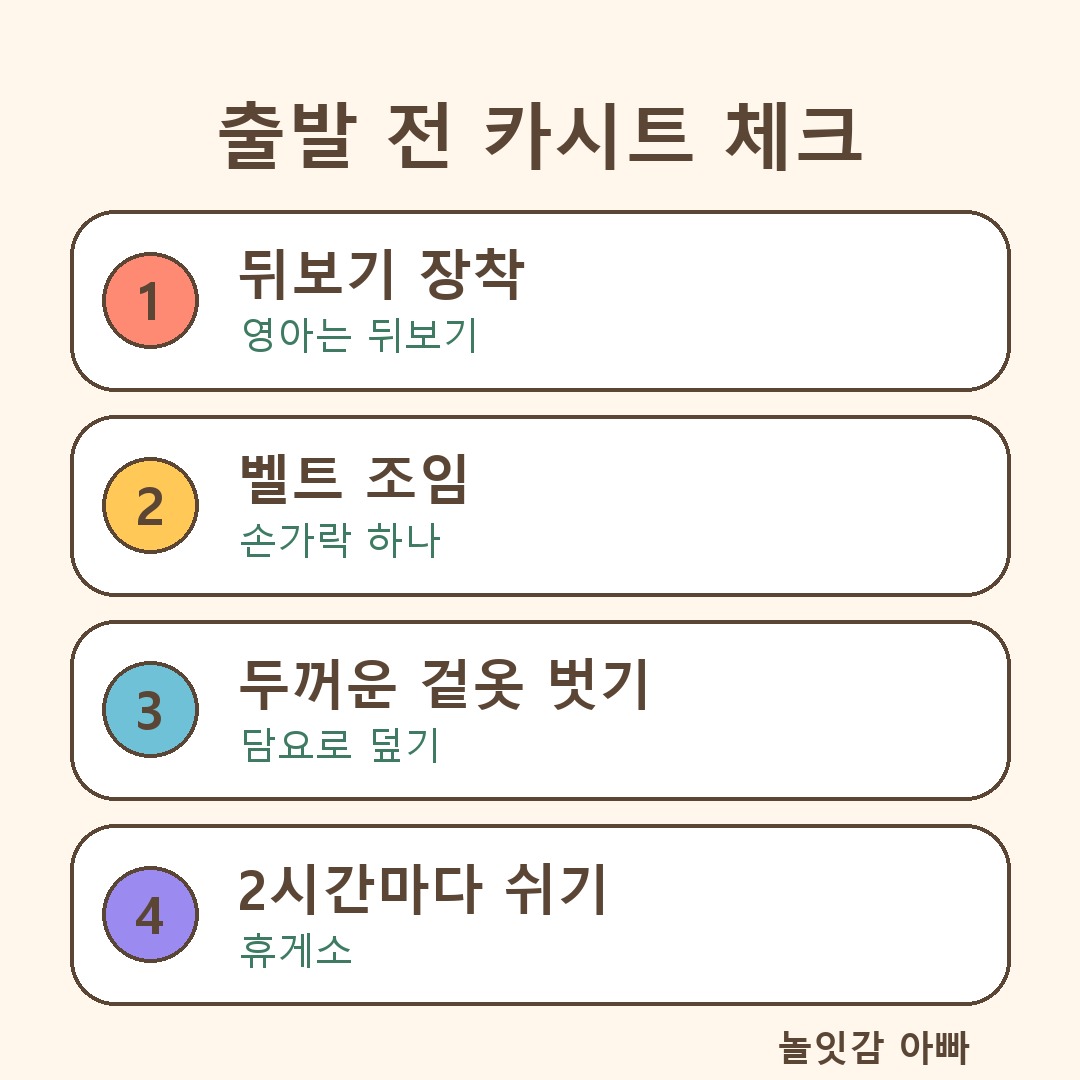 출발 전 카시트 체크
1
뒤보기 장착
영아는 뒤보기
2
벨트 조임
손가락 하나
3
두꺼운 겉옷 벗기
담요로 덮기
4
2시간마다 쉬기
휴게소
놀잇감 아빠